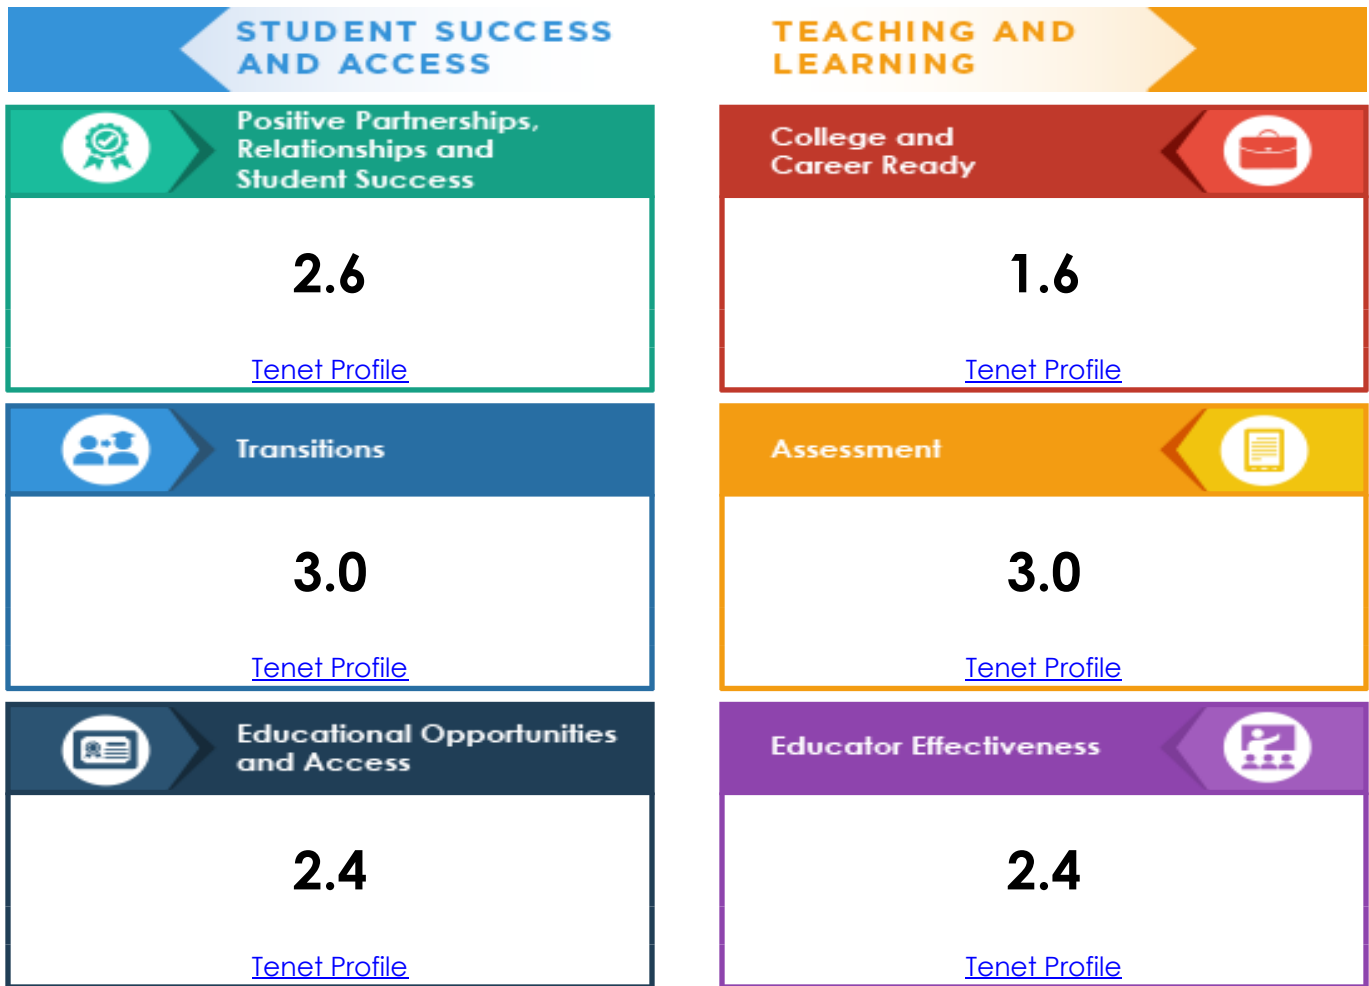 STUDENT SUCCESS
AND ACCESS
TEACHING AND
LEARNING
Positive Partnerships,
Relationships and
Student Success
2.6
Tenet Profile
College and
Career Ready
1.6
Tenet Profile
Transitions
3.0
Tenet Profile
Assessment
3.0
Tenet Profile
Educational Opportunities
and Access
2.4
Tenet Profile
Educator Effectiveness
2.4
Tenet Profile